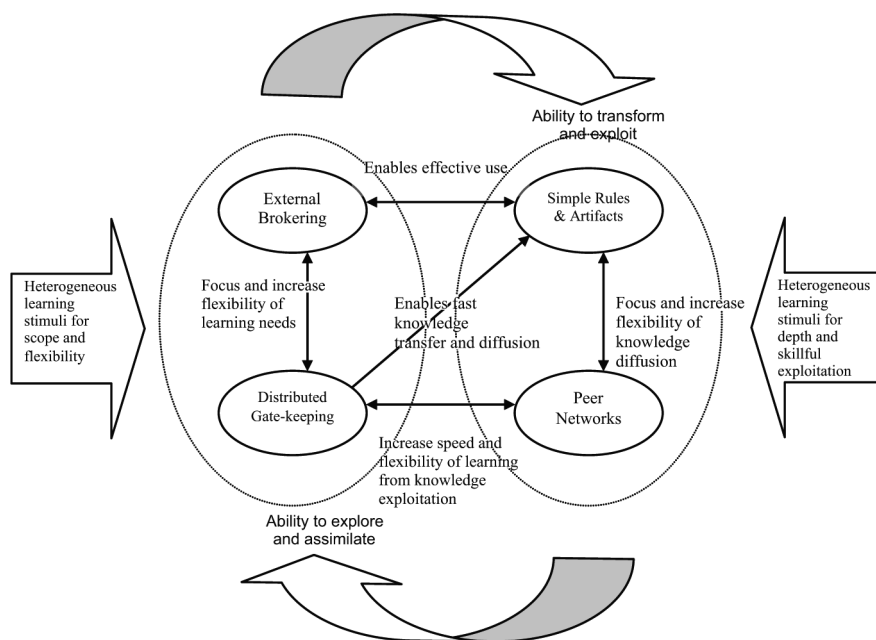 Ability to transform
and exploit
Enables effective use
External
Brokering
Simple Rules
& Artifacts
Heterogeneous
learning
stimuli for
scope and
flexibility
Focus and increase
flexibility of
learning needs
Enables fast
knowledge
transfer and diffusion
Focus and increase
flexibility of
knowledge
diffusion
Heterogeneous
learning
stimuli for
depth and
skillful
exploitation
Distributed
Gate-keeping
Peer
Networks
Increase speed and
flexibility of learning
from knowledge
exploitation
Ability to explore
and assimilate